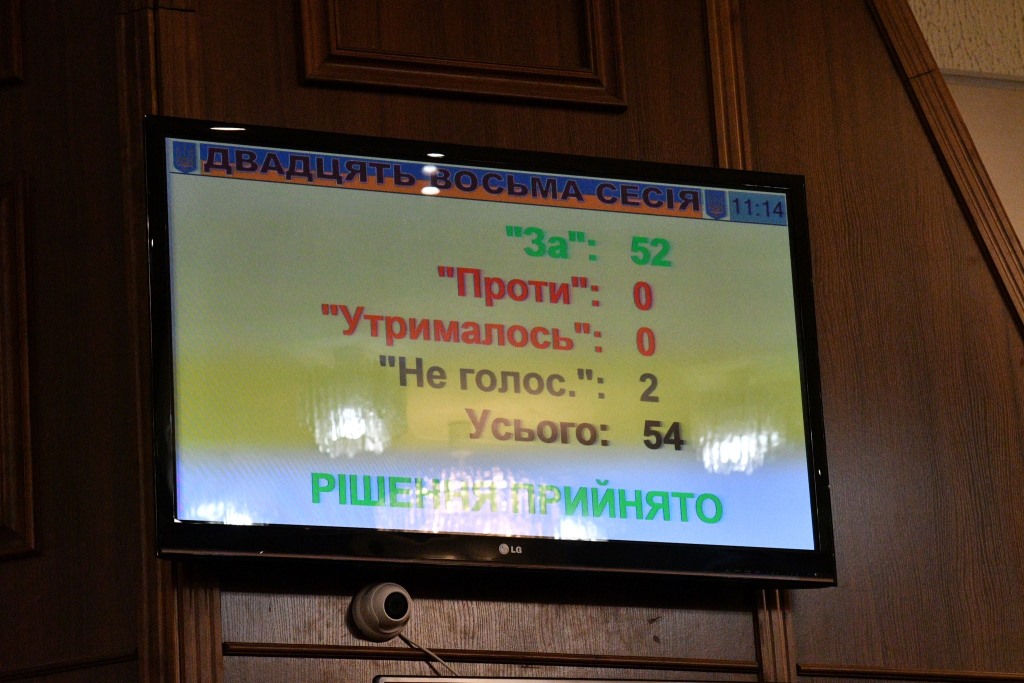 ДВАДЦЯТЬ ВОСЬМА СЕСІЯ 11:14
"За": 52
"Проти": 0
"Утрималось": 0
"Не голос.": 2
Усього: 54
РІШЕННЯ ПРИЙНЯТО
LG